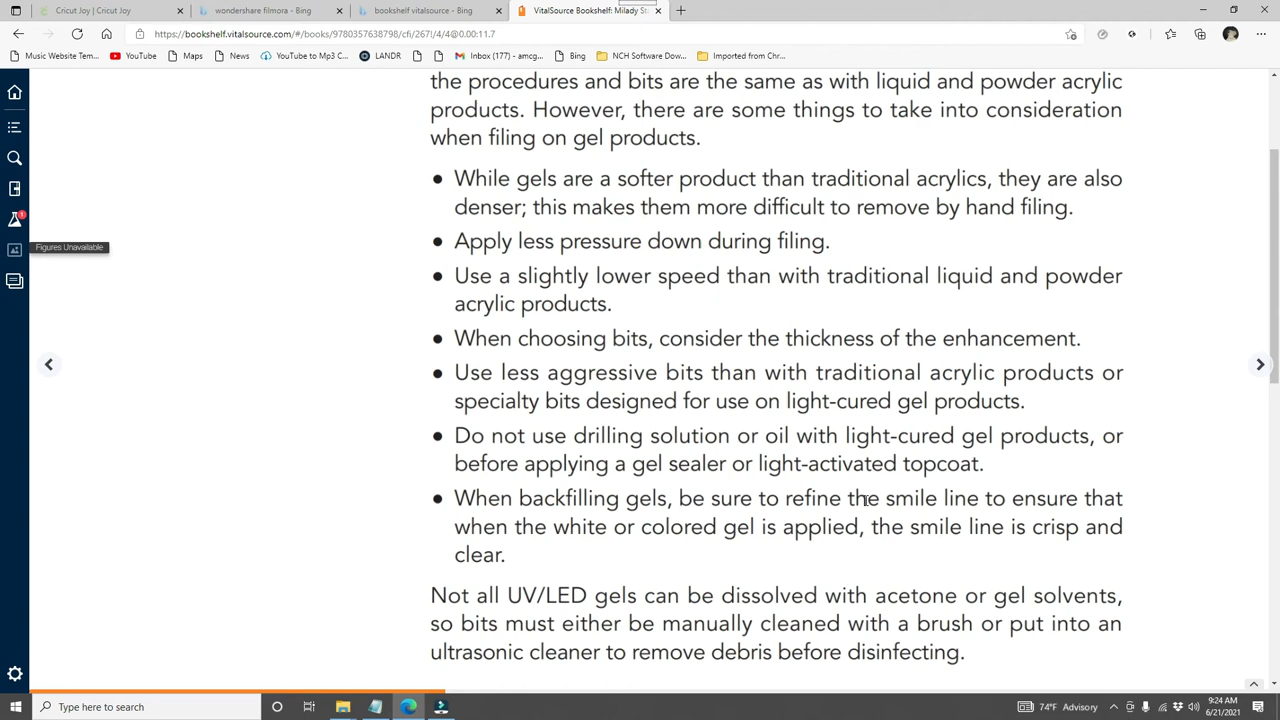 Cricut Joy | Cricut Joy
wondershare filmora - Bing
bookshelf vitalsource - Bing
VitalSource Bookshelf: Milady St
https://bookshelf.vitalsource.com/#/books/9780357638200/cfi/267!/4/4@0.00:11.7
Music Website Tem...
YouTube
Maps
News
YouTube to Mp3 C...
LANDR
Inbox (177) - amcg...
Bing
NCH Software Dow...
Imported from Chr...
the procedures and bits are the same as with liquid and powder acrylic
products. However, there are some things to take into consideration
when filing on gel products.
• While gels are a softer product than traditional acrylics, they are also
denser; this makes them more difficult to remove by hand filing.
Figures Unavailable
• Apply less pressure down during filing.
• Use a slightly lower speed than with traditional liquid and powder
acrylic products.
• When choosing bits, consider the thickness of the enhancement.
• Use less aggressive bits than with traditional acrylic products or
specialty bits designed for use on light-cured gel products.
• Do not use drilling solution or oil with light-cured gel products, or
before applying a gel sealer or light-activated topcoat.
• When backfilling gels, be sure to refine the smile line to ensure that
when the white or colored gel is applied, the smile line is crisp and
clear.
Not all UV/LED gels can be dissolved with acetone or gel solvents,
so bits must either be manually cleaned with a brush or put into an
ultrasonic cleaner to remove debris before disinfecting.
Type here to search
74°F Advisory
9:24 AM
6/21/2021